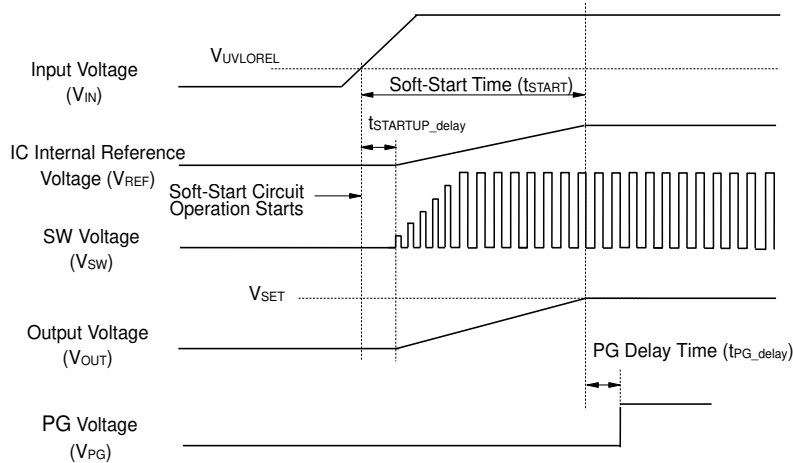 VUVLOREL
Input Voltage
(VIN)
Soft-Start Time (tSTART)
tSTARTUP_delay
IC Internal Reference
Voltage (VREF)
Soft-Start Circuit
Operation Starts
SW Voltage
(VSW)
VSET
Output Voltage
(VOUT)
PG Delay Time (tPG_delay)
PG Voltage
(VPG)